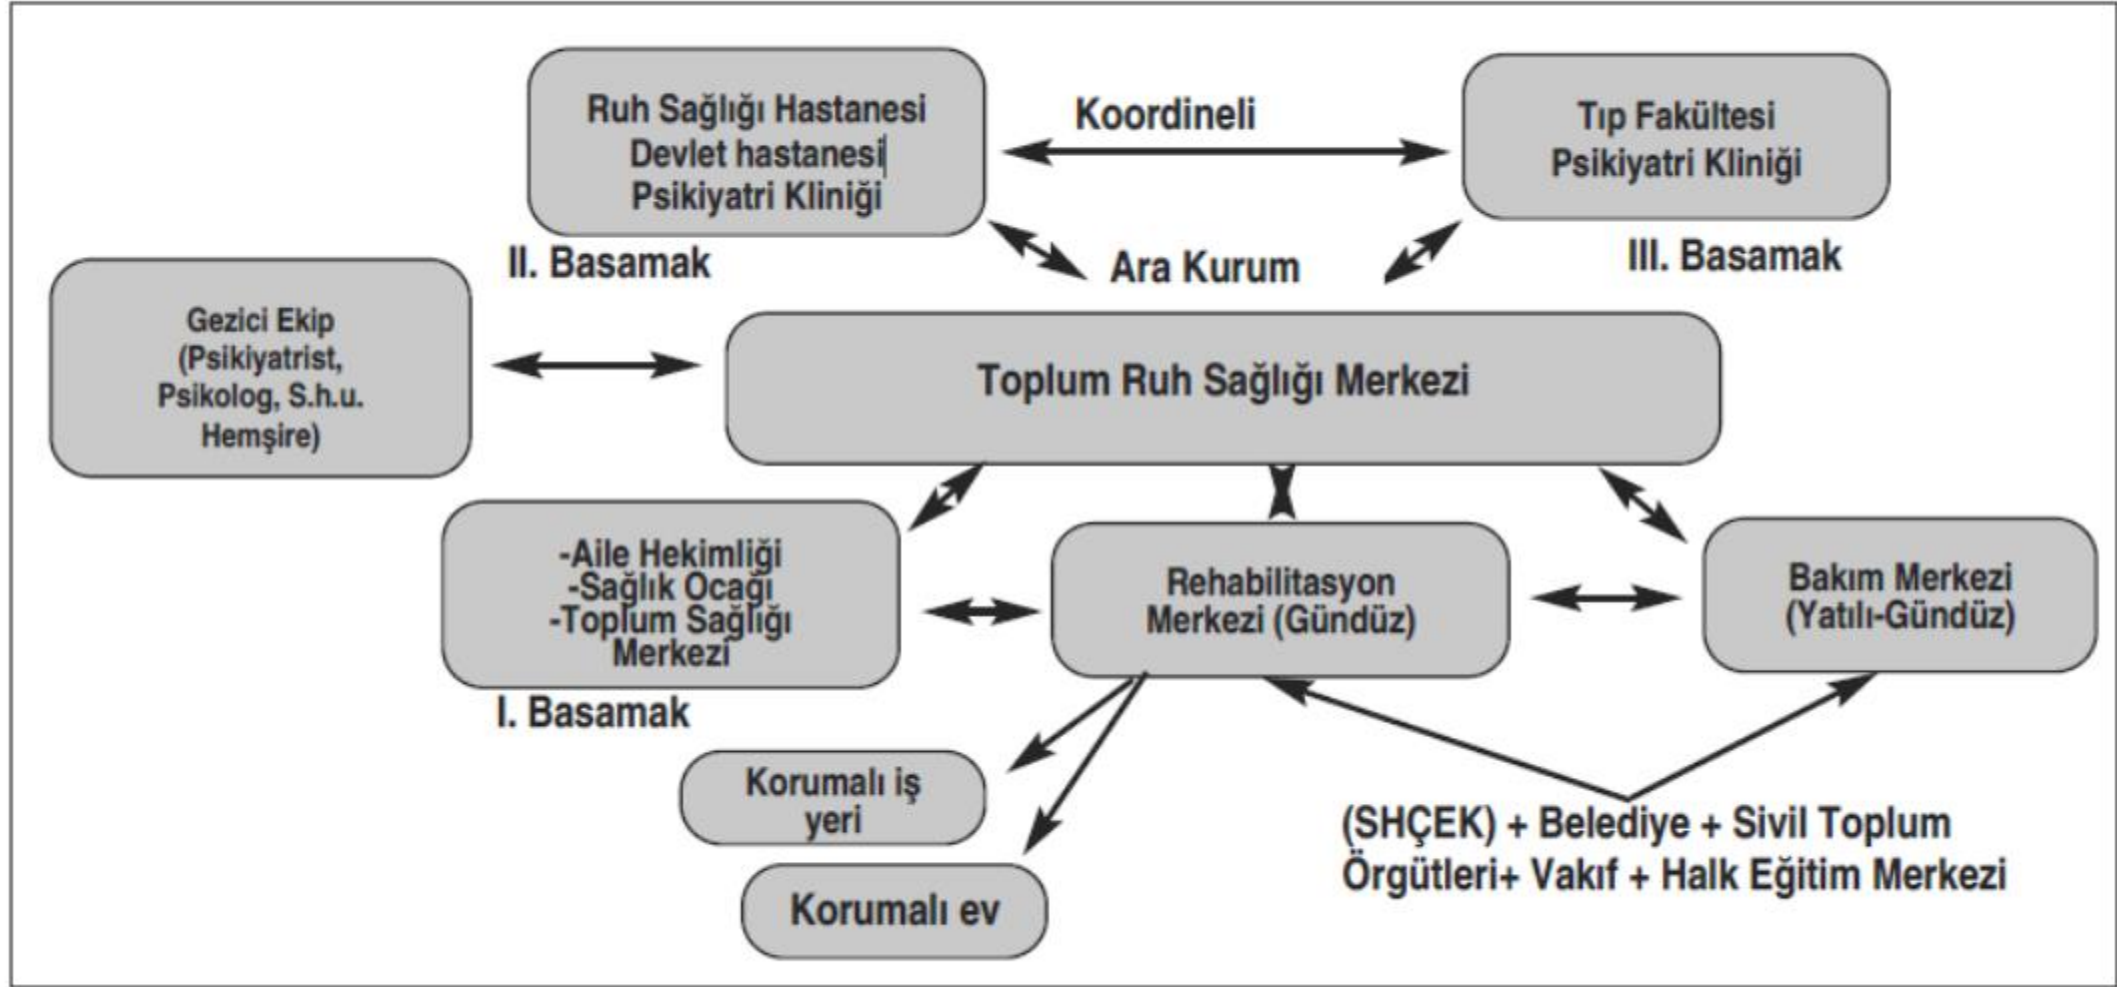 Ruh Sağlığı Hastanesi
Devlet hastanesi
Psikiyatri Kliniği
Koordineli
Tıp Fakültesi
Psikiyatri Kliniği
II. Basamak
Ara Kurum
III. Basamak
Gezici Ekip
(Psikiyatrist,
Psikolog, S.h.u.
Hemşire)
Toplum Ruh Sağlığı Merkezi
-Aile Hekimliği
-Sağlık Ocağı
-Toplum Sağlığı
Merkezi
I. Basamak
Rehabilitasyon
Merkezi (Gündüz)
Bakım Merkezi
(Yatılı-Gündüz)
Korumalı iş
yeri
Korumalı ev
(SHÇEK) + Belediye + Sivil Toplum
Örgütleri+ Vakıf + Halk Eğitim Merkezi